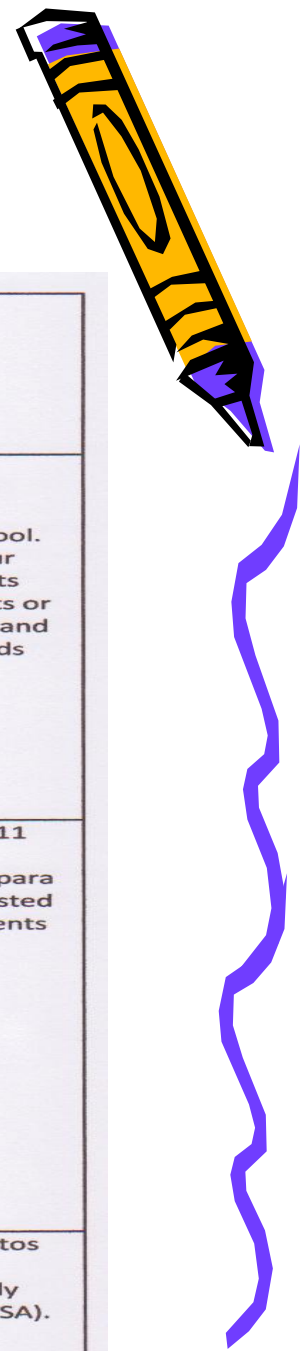 ool.
ur
ts
ts or
and
ds
11
para
sted
ents
tos
ly
SA).